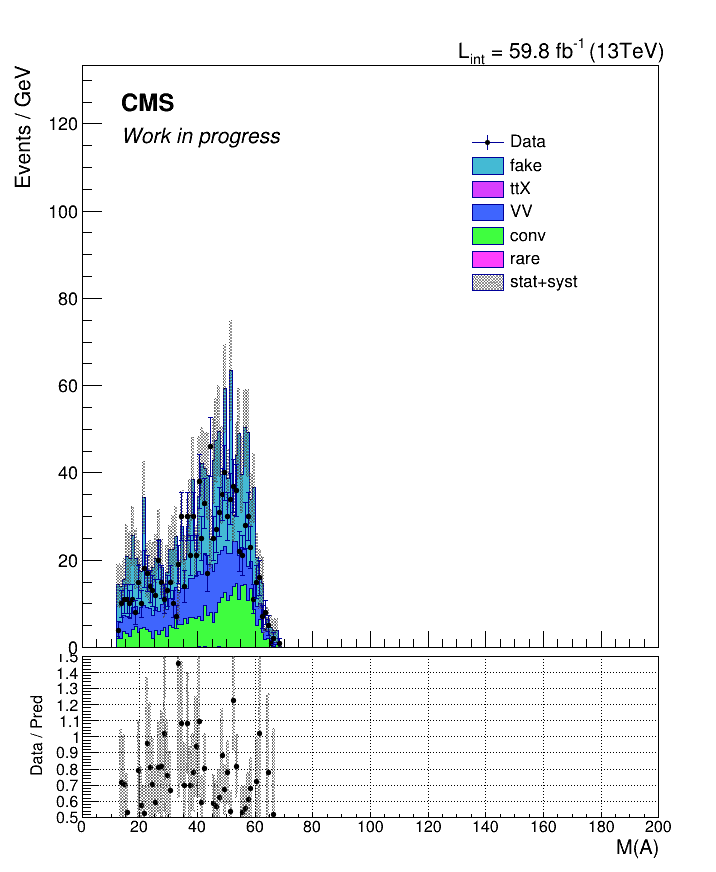 L_int = 59.8 fb^-1 (13TeV)
Events / GeV
CMS
Work in progress
120
100
80
60
40
20
0
Data
fake
ttX
VV
conv
rare
stat+syst
Data / Pred
1.5
1.4
1.3
1.2
1.1
1
0.9
0.8
0.7
0.6
0.5
0 20 40 60 80 100 120 140 160 180 200
M(A)